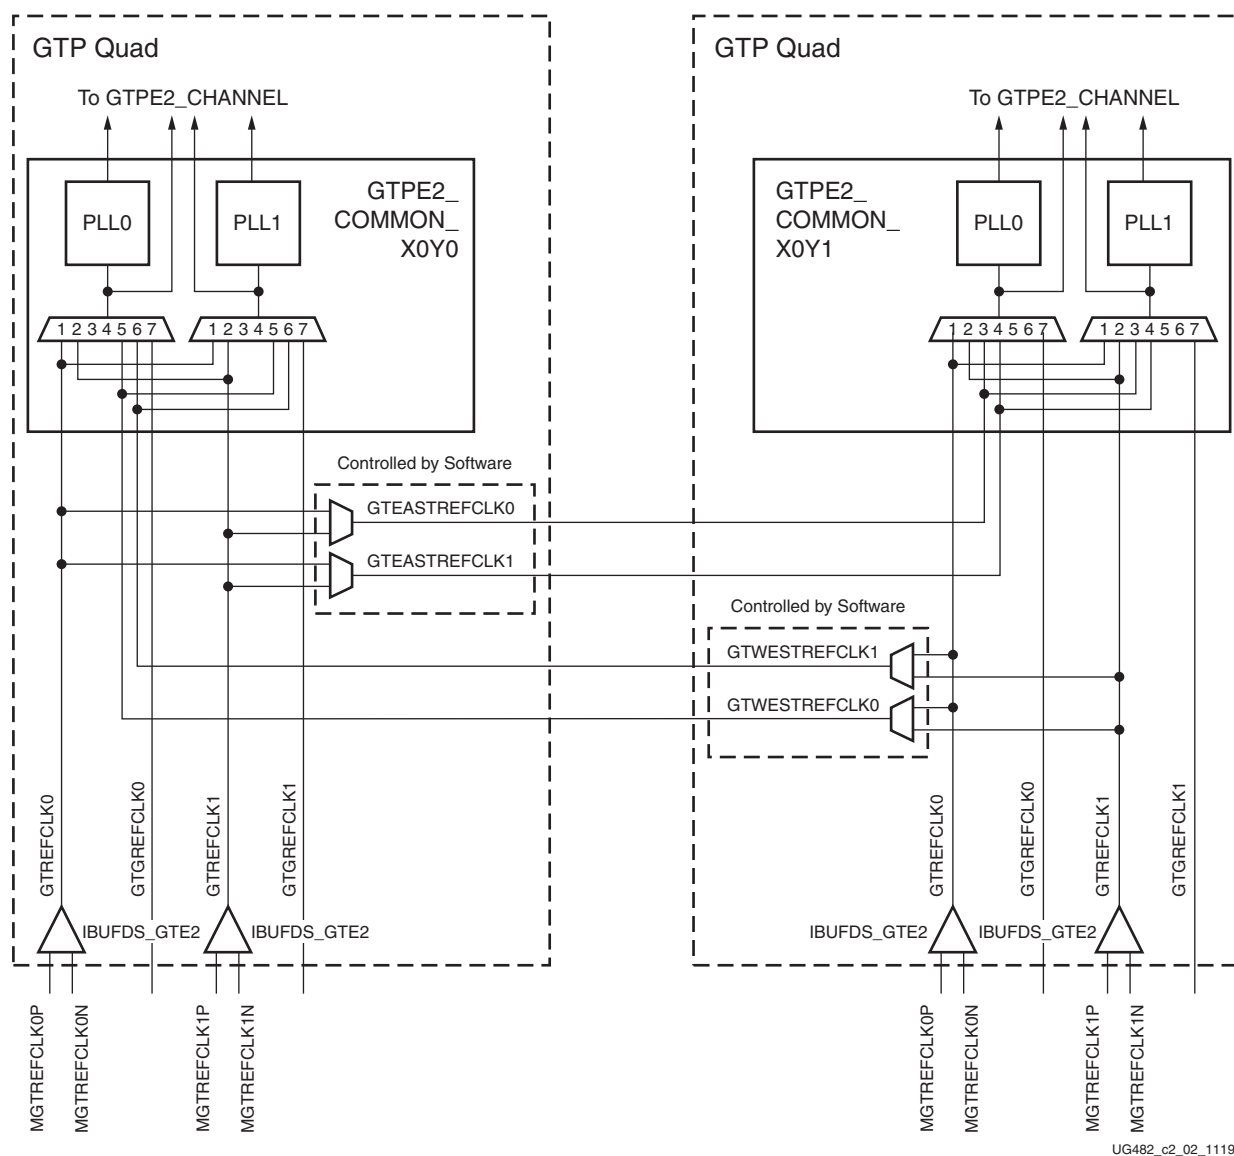 GTP Quad
To GTPE2_CHANNEL
PLL0
PLL1
GTPE2_
COMMON_
X0Y0
1 2 3 4 5 6 7
1 2 3 4 5 6 7
Controlled by Software
GTEASTREFCLK0
GTEASTREFCLK1
GTREFCLK0
GTGREFCLK0
GTREFCLK1
GTGREFCLK1
IBUFDS_GTE2
IBUFDS_GTE2
MGTREFCLK0P
MGTREFCLK0N
MGTREFCLK1P
MGTREFCLK1N
GTP Quad
To GTPE2_CHANNEL
GTPE2_
COMMON_
X0Y1
PLL0
PLL1
1 2 3 4 5 6 7
1 2 3 4 5 6 7
Controlled by Software
GTWESTREFCLK1
GTWESTREFCLK0
GTREFCLK0
GTGREFCLK0
GTREFCLK1
GTGREFCLK1
IBUFDS_GTE2
IBUFDS_GTE2
MGTREFCLK0P
MGTREFCLK0N
MGTREFCLK1P
MGTREFCLK1N
UG482_c2_02_1119